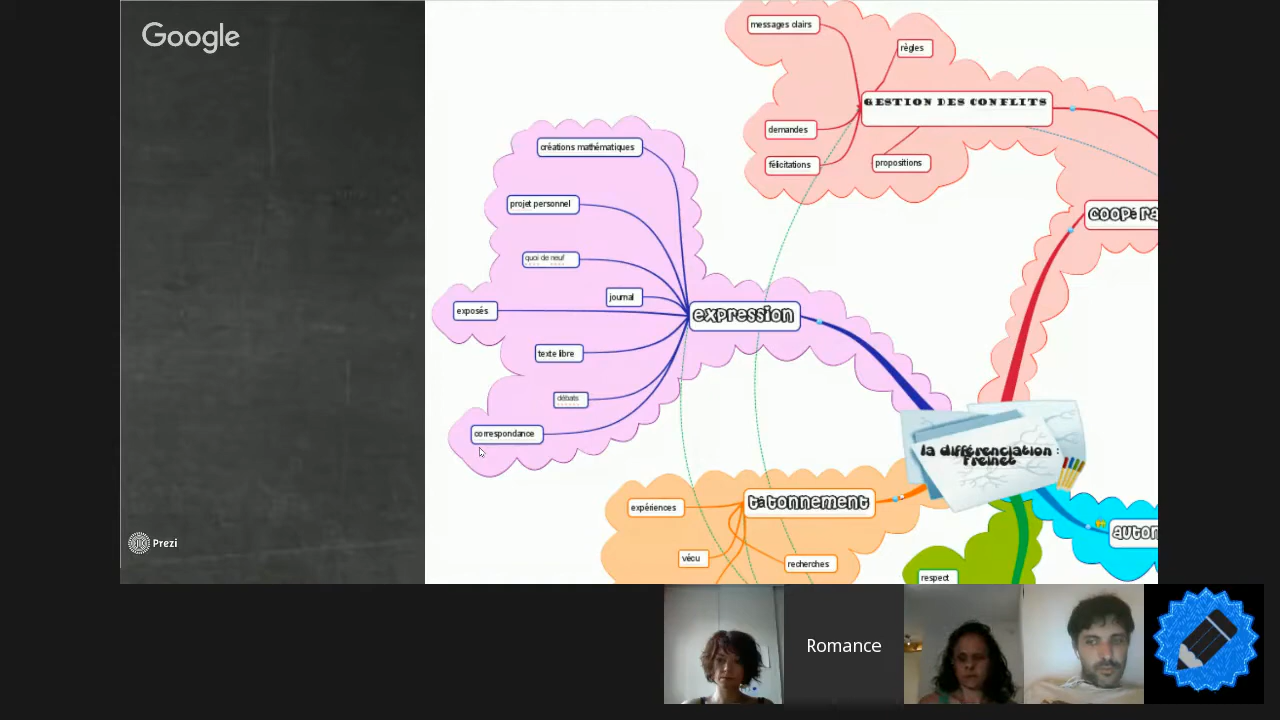 Google
messages clairs
règles
GESTION DES CONFLITS
demandes
félicitations
propositions
créations mathématiques
projet personnel
quoi de neuf
journal
exposés
expression
texte libre
débats
correspondance
la différenciation :
Freinet
tatonnement
expériences
vécu
recherches
respect
Prezi
Romance